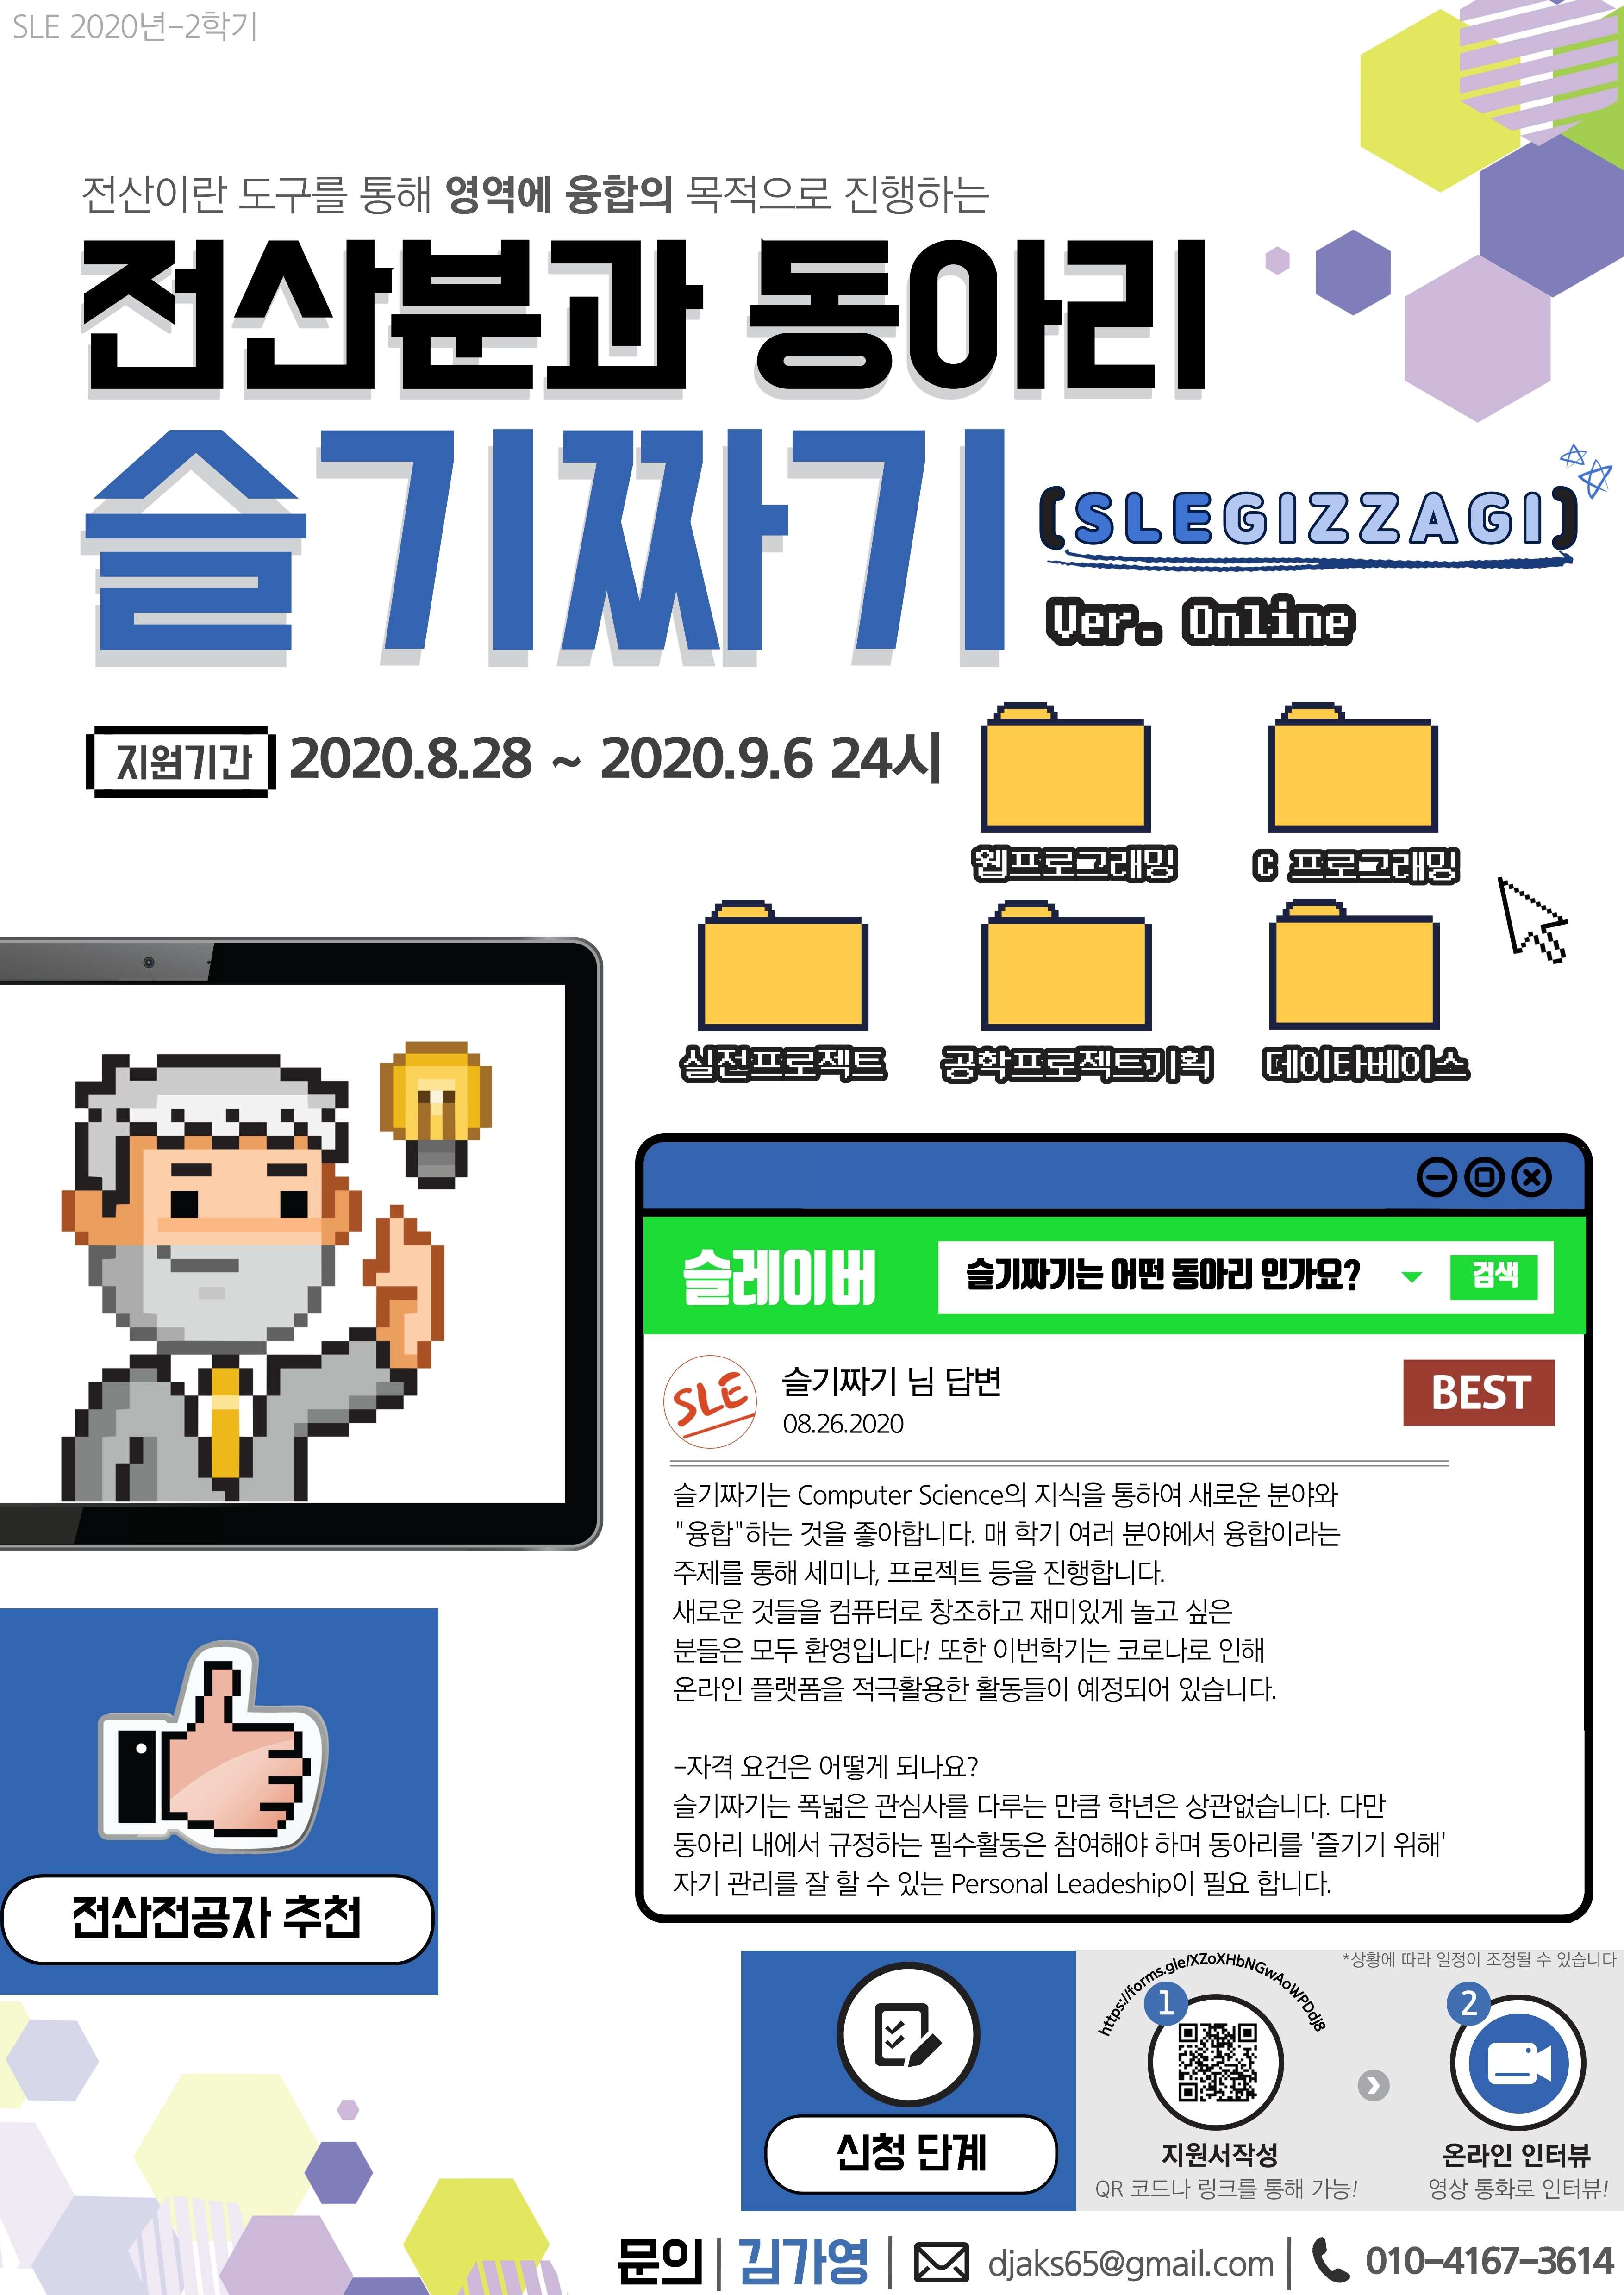 SLE 2020년-2학기
전산이란 도구를 통해 영역에 융합의 목적으로 진행하는
전산분과 동아리
슬기짜기
(SLEGIZZAGI)
Ver. Online
지원기간 2020.8.28 ~ 2020.9.6 24시
웹프로그래밍
C 프로그래밍
실전프로젝트
공학프로젝트기획
데이타베이스
슬레이버
슬기짜기는 어떤 동아리 인가요?
검색
SLE
슬기짜기 님 답변
08.26.2020
BEST
슬기짜기는 Computer Science의 지식을 통하여 새로운 분야와
"융합"하는 것을 좋아합니다. 매 학기 여러 분야에서 융합이라는
주제를 통해 세미나, 프로젝트 등을 진행합니다.
새로운 것들을 컴퓨터로 창조하고 재미있게 놀고 싶은
분들은 모두 환영입니다! 또한 이번학기는 코로나로 인해
온라인 플랫폼을 적극활용한 활동들이 예정되어 있습니다.
-자격 요건은 어떻게 되나요?
슬기짜기는 폭넓은 관심사를 다루는 만큼 학년은 상관없습니다. 다만
동아리 내에서 규정하는 필수활동은 참여해야 하며 동아리를 '즐기기 위해'
자기 관리를 잘 할 수 있는 Personal Leadeship이 필요 합니다.
전산전공자 추천
신청 단계
*상황에 따라 일정이 조정될 수 있습니다
https://forms.gle/XZoXHbNGwAoWPDdj8
1
지원서작성
QR 코드나 링크를 통해 가능!
2
온라인 인터뷰
영상 통화로 인터뷰!
문의 | 김가영 | djaks65@gmail.com | 010-4167-3614